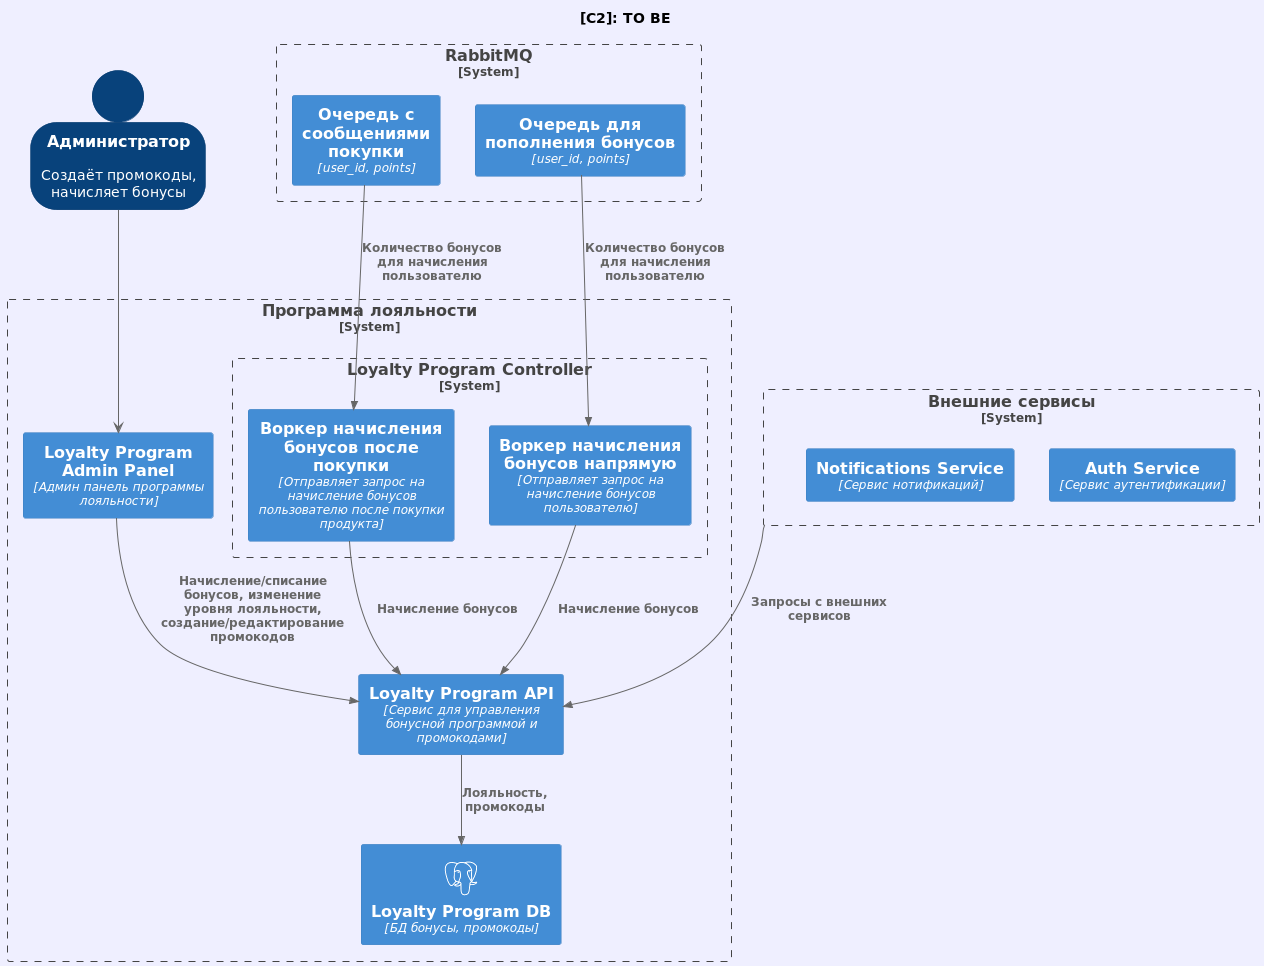 [C2]: TO BE
RabbitMQ
[System]
Очередь с
сообщениями
покупки
[user_id, points]
Очередь для
пополнения бонусов
[user_id, points]
Администратор
Создаёт промокоды,
начисляет бонусы
Количество бонусов
для начисления
пользователю
Количество бонусов
для начисления
пользователю
Программа лояльности
[System]
Loyalty Program Controller
[System]
Воркер начисления
бонусов после
покупки
[Отправляет запрос на
начисление бонусов
пользователю после покупки
продукта]
Воркер начисления
бонусов напрямую
[Отправляет запрос на
начисление бонусов
пользователю]
Loyalty Program
Admin Panel
[Админ панель программы
лояльности]
Внешние сервисы
[System]
Notifications Service
[Сервис нотификаций]
Auth Service
[Сервис аутентификации]
Начисление/списание
бонусов, изменение
уровня лояльности,
создание/редактирование
промокодов
Начисление бонусов
Начисление бонусов
Запросы с внешних
сервисов
Loyalty Program API
[Сервис для управления
бонусной программой и
промокодами]
Лояльность,
промокоды
Loyalty Program DB
[БД бонусы, промокоды]